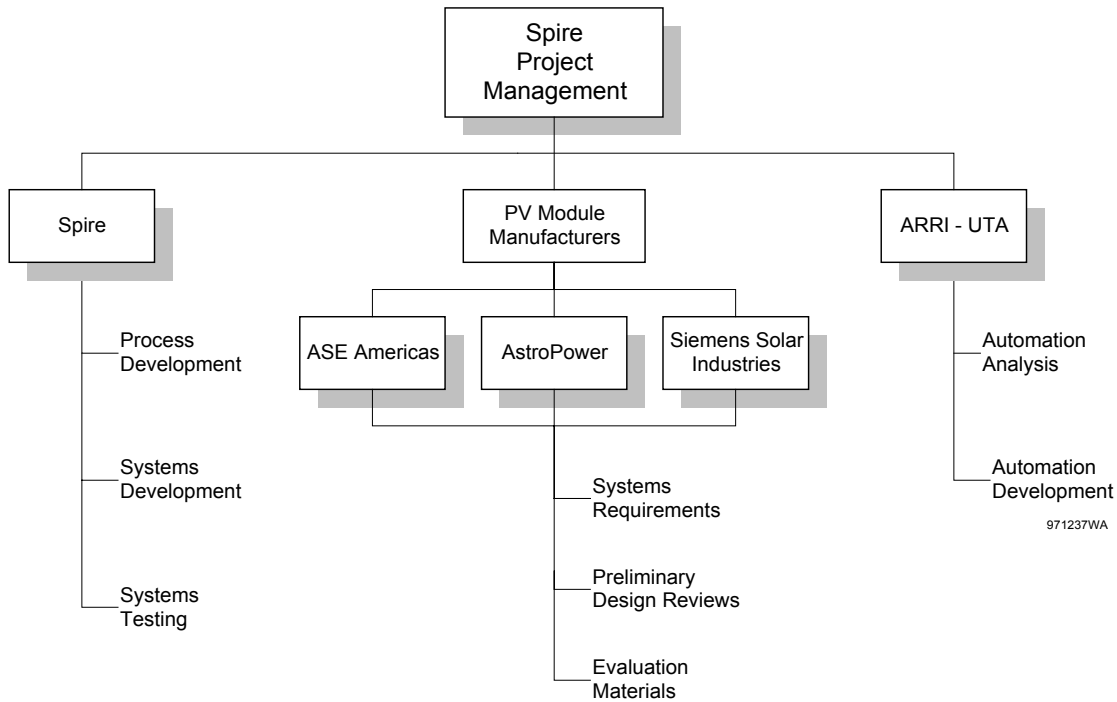 Spire
Project
Management
Spire
PV Module
Manufacturers
ARRI - UTA
ASE Americas
AstroPower
Siemens Solar
Industries
Process
Development
Systems
Development
Systems
Testing
Systems
Requirements
Preliminary
Design Reviews
Evaluation
Materials
Automation
Analysis
Automation
Development
971237WA